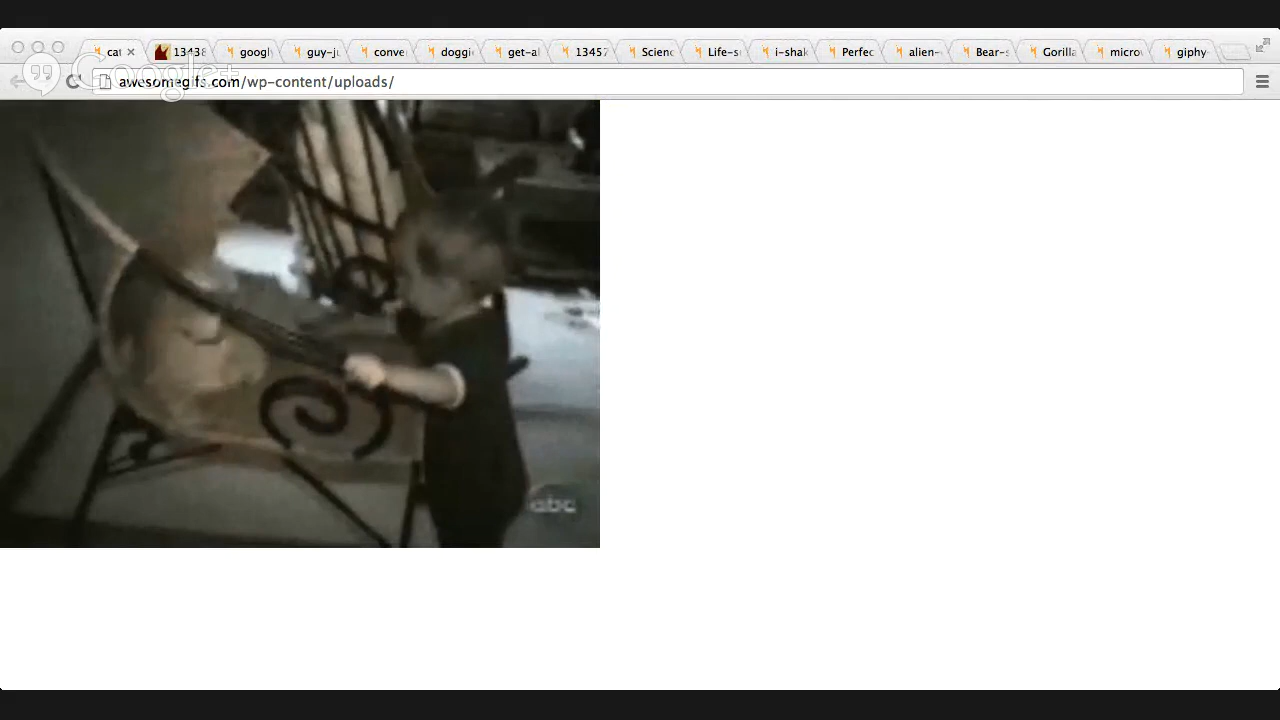 cat 1343 googl guy-ju conve doggi get-a 13457 Scienc Life-s i-shak Perfec alien- Bear-s Gorilla micro giphy
Google+
awesomegifs.com/wp-content/uploads/
abc